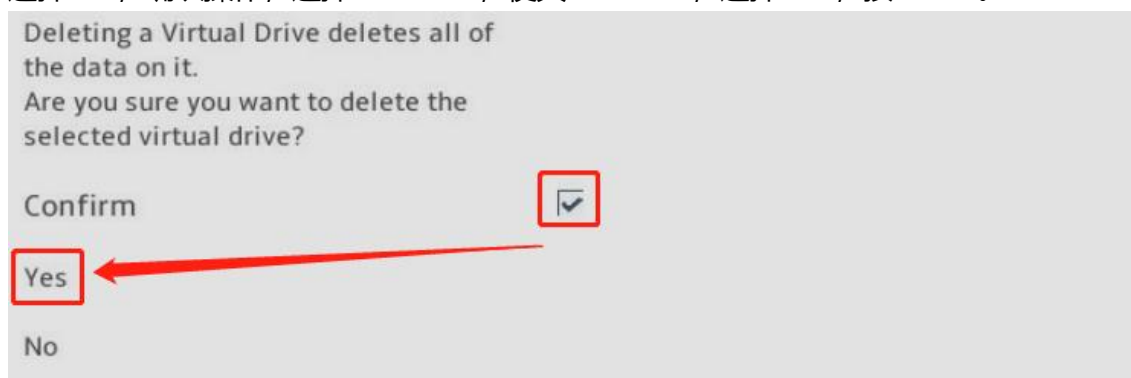 Deleting a Virtual Drive deletes all of
the data on it.
Are you sure you want to delete the
selected virtual drive?
Confirm
Yes
No